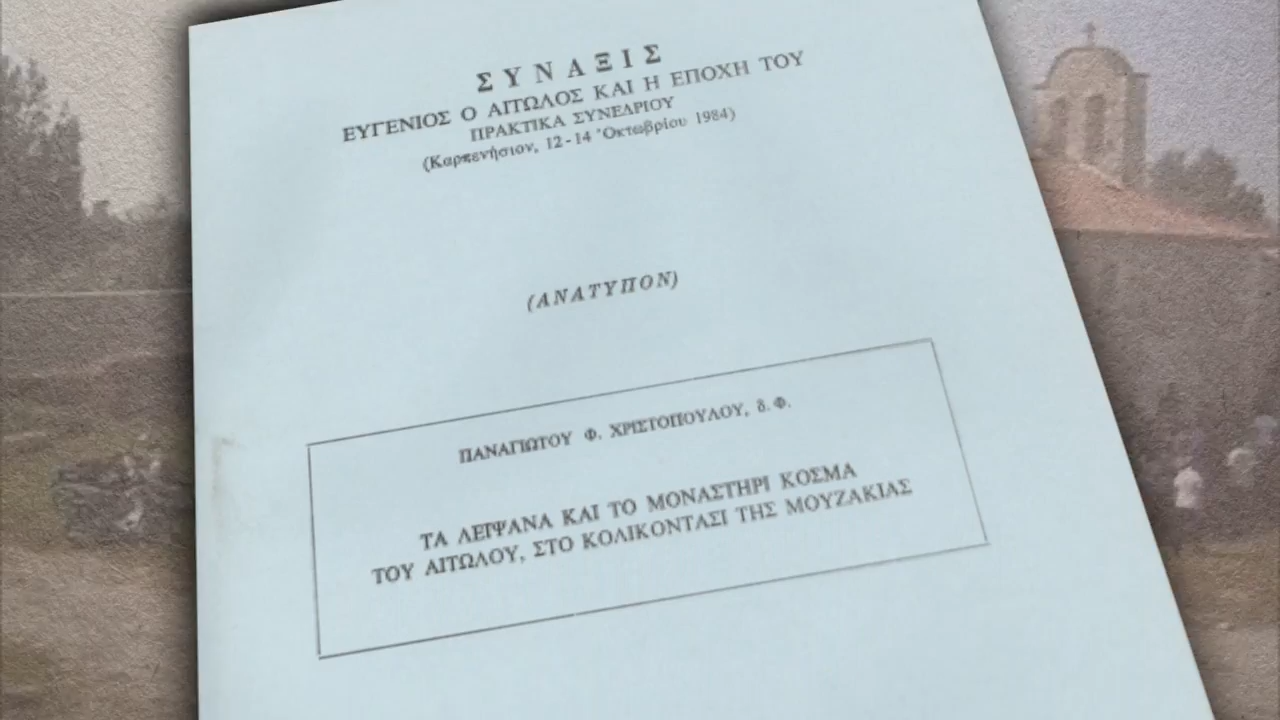 ΣΥΝΑΞΙΣ
ΕΥΓΕΝΙΟΣ Ο ΑΙΤΩΛΟΣ ΚΑΙ Η ΕΠΟΧΗ ΤΟΥ
ΠΡΑΚΤΙΚΑ ΣΥΝΕΔΡΙΟΥ
(Καρπενήσιον, 12-14 Ὀκτωβρίου 1984)
(ΑΝΑΤΥΠΟΝ)
ΠΑΝΑΓΙΩΤΟΥ Φ. ΧΡΙΣΤΟΠΟΥΛΟΥ, δ.Φ.
ΤΑ ΛΕΙΨΑΝΑ ΚΑΙ ΤΟ ΜΟΝΑΣΤΗΡΙ ΚΟΣΜΑ
ΤΟΥ ΑΙΤΩΛΟΥ, ΣΤΟ ΚΟΛΙΚΟΝΤΑΣΙ ΤΗΣ ΜΟΥΖΑΚΙΑΣ